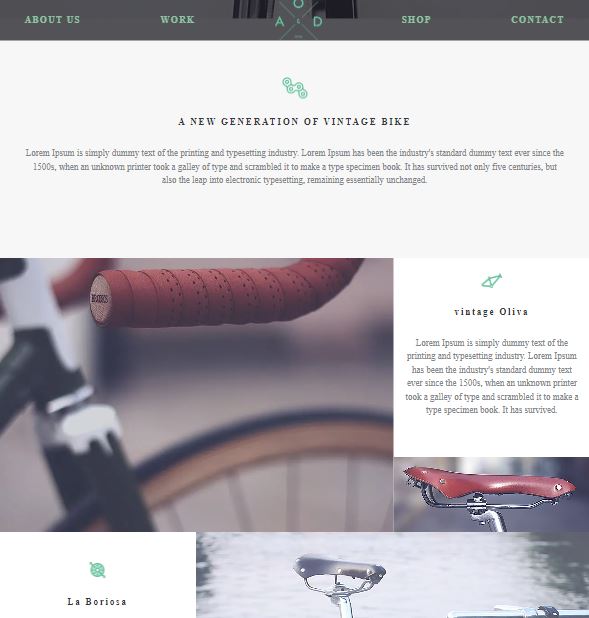 ABOUT US
WORK
O
A & D
SHOP
CONTACT
A NEW GENERATION OF VINTAGE BIKE
Lorem Ipsum is simply dummy text of the printing and typesetting industry. Lorem Ipsum has been the industry's standard dummy text ever since the
1500s, when an unknown printer took a galley of type and scrambled it to make a type specimen book. It has survived not only five centuries, but
also the leap into electronic typesetting, remaining essentially unchanged.
BROOKS
vintage Oliva
Lorem Ipsum is simply dummy text of the
printing and typesetting industry. Lorem Ipsum
has been the industry's standard dummy text
ever since the 1500s, when an unknown printer
took a galley of type and scrambled it to make a
type specimen book. It has survived.
La Boriosa